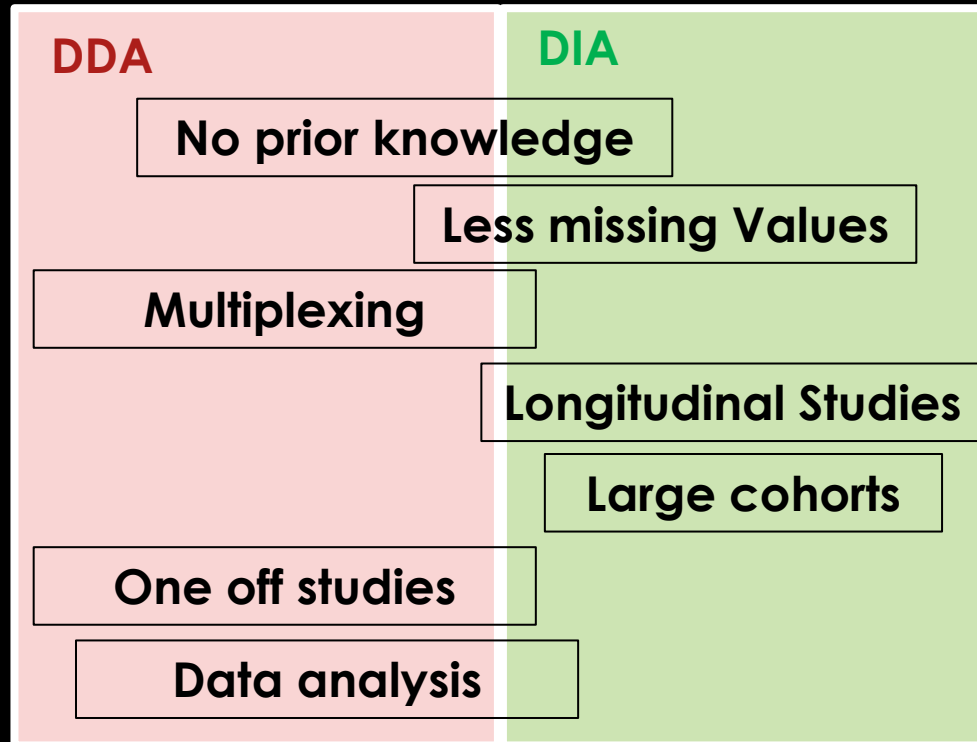 DDA
DIA
No prior knowledge
Less missing Values
Multiplexing
Longitudinal Studies
Large cohorts
One off studies
Data analysis